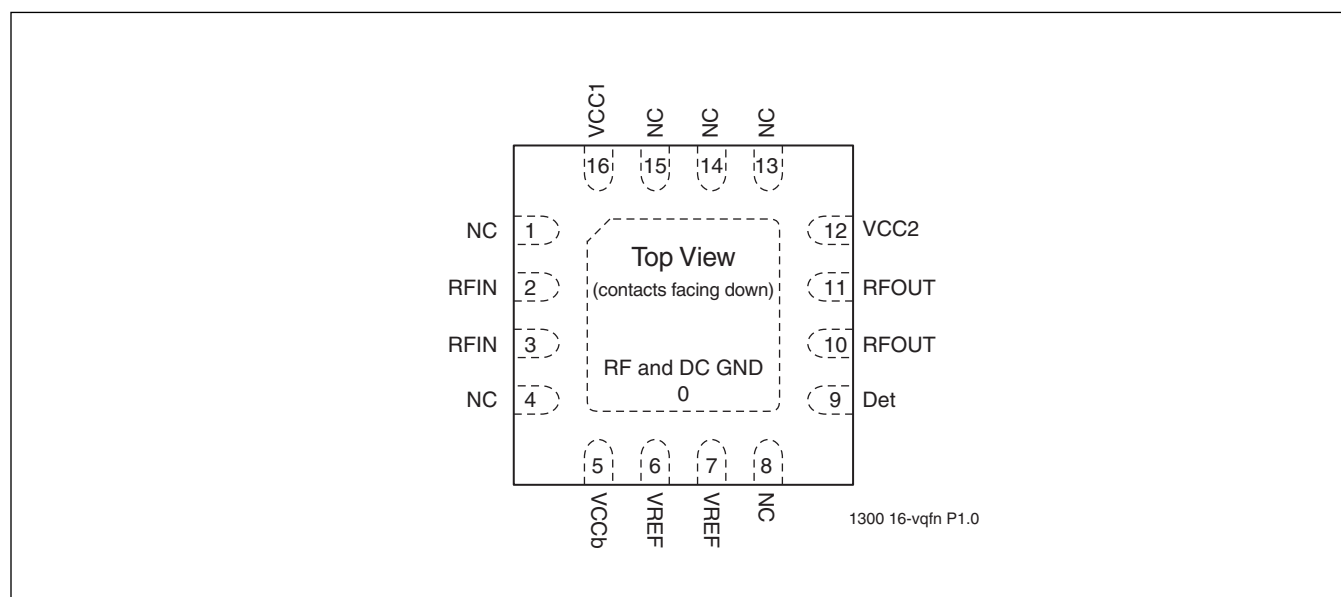 VCC1
NC
NC
NC
16
15
14
13
NC 1
12 VCC2
RFIN 2
11 RFOUT
RFIN 3
10 RFOUT
NC 4
9 Det
Top View
(contacts facing down)
RF and DC GND
0
5
6
7
8
VCCb
VREF
VREF
NC
1300 16-vqfn P1.0